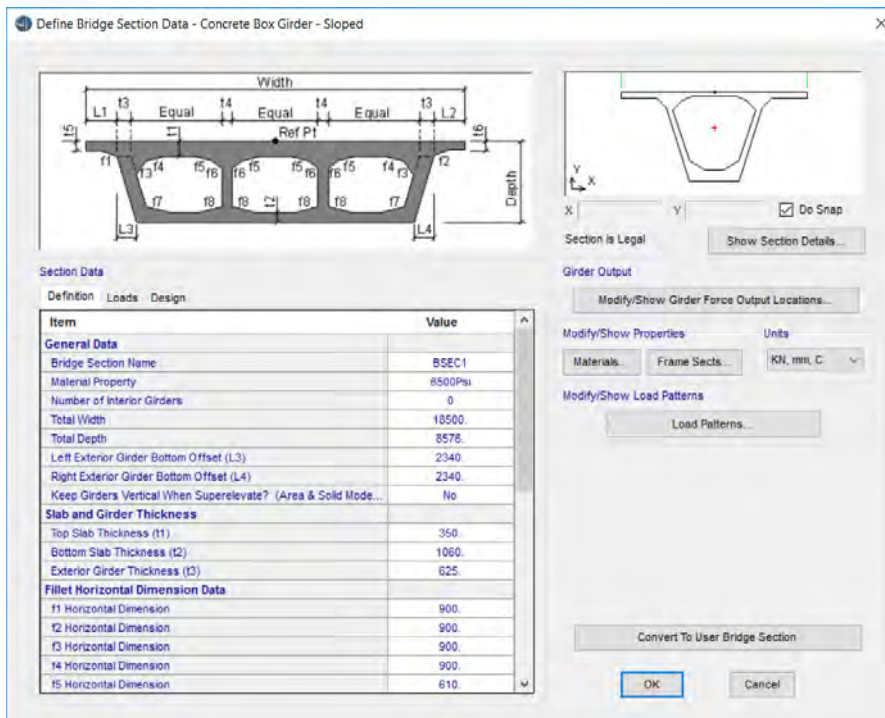 Define Bridge Section Data - Concrete Box Girder - Sloped
Width
L1 t3 Equal t4 Equal t4 Equal t3 L2
t5 t1 Ref Pt t6
f1 f3 f4 f5 f6 f6 f5 f5 f6 f6 f5 f4 f3 f2
f7 f8 f8 t2 f8 f8 f7
Depth
L3 L4
Y
X
X Y Do Snap
Section is Legal Show Section Details...
Section Data
Definition Loads Design
Item Value
General Data
Bridge Section Name BSEC1
Material Property 6500Psi
Number of Interior Girders 0
Total Width 18500.
Total Depth 8578.
Left Exterior Girder Bottom Offset (L3) 2340.
Right Exterior Girder Bottom Offset (L4) 2340.
Keep Girders Vertical When Superelevate? (Area & Solid Mode... No
Slab and Girder Thickness
Top Slab Thickness (t1) 350.
Bottom Slab Thickness (t2) 1060.
Exterior Girder Thickness (t3) 625.
Fillet Horizontal Dimension Data
f1 Horizontal Dimension 900.
f2 Horizontal Dimension 900.
f3 Horizontal Dimension 900.
f4 Horizontal Dimension 900.
f5 Horizontal Dimension 610.
Girder Output
Modify/Show Girder Force Output Locations...
Modify/Show Properties Units
Materials... Frame Sects... KN, mm, C
Modify/Show Load Patterns
Load Patterns...
Convert To User Bridge Section
OK Cancel